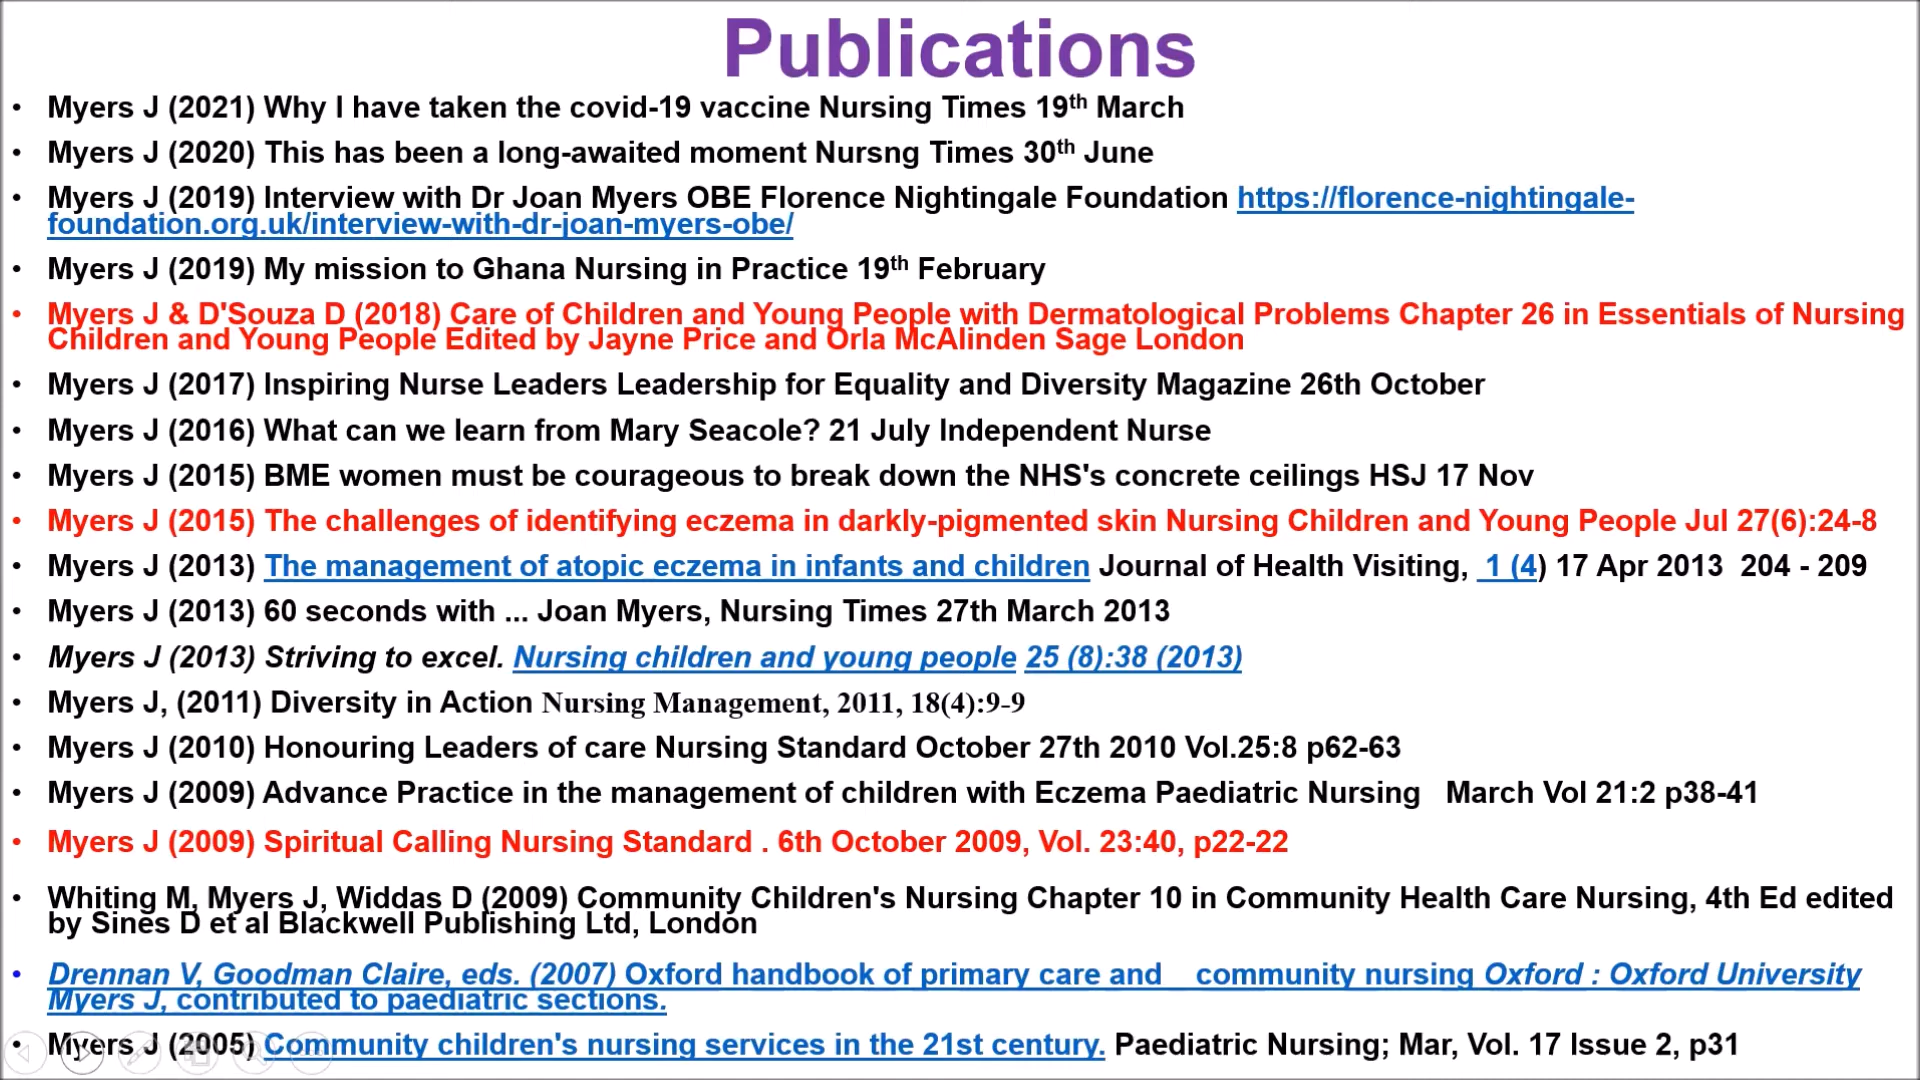 Publications
• Myers J (2021) Why I have taken the covid-19 vaccine Nursing Times 19th March
• Myers J (2020) This has been a long-awaited moment Nursng Times 30th June
• Myers J (2019) Interview with Dr Joan Myers OBE Florence Nightingale Foundation https://florence-nightingale-
foundation.org.uk/interview-with-dr-joan-myers-obe/
• Myers J (2019) My mission to Ghana Nursing in Practice 19th February
• Myers J & D'Souza D (2018) Care of Children and Young People with Dermatological Problems Chapter 26 in Essentials of Nursing
Children and Young People Edited by Jayne Price and Orla McAlinden Sage London
• Myers J (2017) Inspiring Nurse Leaders Leadership for Equality and Diversity Magazine 26th October
• Myers J (2016) What can we learn from Mary Seacole? 21 July Independent Nurse
• Myers J (2015) BME women must be courageous to break down the NHS's concrete ceilings HSJ 17 Nov
• Myers J (2015) The challenges of identifying eczema in darkly-pigmented skin Nursing Children and Young People Jul 27(6):24-8
• Myers J (2013) The management of atopic eczema in infants and children Journal of Health Visiting, 1 (4) 17 Apr 2013 204 - 209
• Myers J (2013) 60 seconds with ... Joan Myers, Nursing Times 27th March 2013
• Myers J (2013) Striving to excel. Nursing children and young people 25 (8):38 (2013)
• Myers J, (2011) Diversity in Action Nursing Management, 2011, 18(4):9-9
• Myers J (2010) Honouring Leaders of care Nursing Standard October 27th 2010 Vol.25:8 p62-63
• Myers J (2009) Advance Practice in the management of children with Eczema Paediatric Nursing March Vol 21:2 p38-41
• Myers J (2009) Spiritual Calling Nursing Standard . 6th October 2009, Vol. 23:40, p22-22
• Whiting M, Myers J, Widdas D (2009) Community Children's Nursing Chapter 10 in Community Health Care Nursing, 4th Ed edited
by Sines D et al Blackwell Publishing Ltd, London
• Drennan V, Goodman Claire, eds. (2007) Oxford handbook of primary care and community nursing Oxford : Oxford University
Myers J, contributed to paediatric sections.
• Myers J (2005) Community children's nursing services in the 21st century. Paediatric Nursing; Mar, Vol. 17 Issue 2, p31